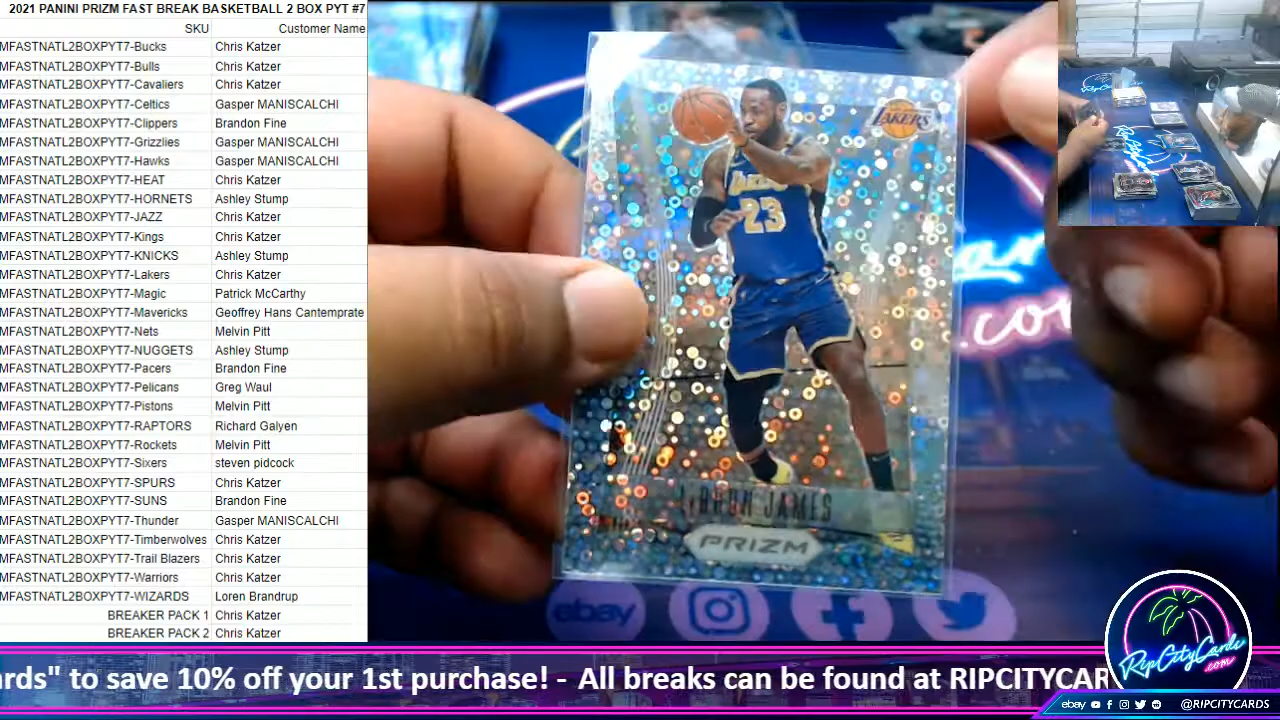 2021 PANINI PRIZM FAST BREAK BASKETBALL 2 BOX PYT #7
SKU Customer Name
MFASTNATL2BOXPYT7-Bucks Chris Katzer
MFASTNATL2BOXPYT7-Bulls Chris Katzer
MFASTNATL2BOXPYT7-Cavaliers Chris Katzer
MFASTNATL2BOXPYT7-Celtics Gasper MANISCALCHI
MFASTNATL2BOXPYT7-Clippers Brandon Fine
MFASTNATL2BOXPYT7-Grizzlies Gasper MANISCALCHI
MFASTNATL2BOXPYT7-Hawks Gasper MANISCALCHI
MFASTNATL2BOXPYT7-HEAT Chris Katzer
MFASTNATL2BOXPYT7-HORNETS Ashley Stump
MFASTNATL2BOXPYT7-JAZZ Chris Katzer
MFASTNATL2BOXPYT7-Kings Chris Katzer
MFASTNATL2BOXPYT7-KNICKS Ashley Stump
MFASTNATL2BOXPYT7-Lakers Chris Katzer
MFASTNATL2BOXPYT7-Magic Patrick McCarthy
MFASTNATL2BOXPYT7-Mavericks Geoffrey Hans Cantemprate
MFASTNATL2BOXPYT7-Nets Melvin Pitt
MFASTNATL2BOXPYT7-NUGGETS Ashley Stump
MFASTNATL2BOXPYT7-Pacers Brandon Fine
MFASTNATL2BOXPYT7-Pelicans Greg Waul
MFASTNATL2BOXPYT7-Pistons Melvin Pitt
MFASTNATL2BOXPYT7-RAPTORS Richard Galyen
MFASTNATL2BOXPYT7-Rockets Melvin Pitt
MFASTNATL2BOXPYT7-Sixers steven pidcock
MFASTNATL2BOXPYT7-SPURS Chris Katzer
MFASTNATL2BOXPYT7-SUNS Brandon Fine
MFASTNATL2BOXPYT7-Thunder Gasper MANISCALCHI
MFASTNATL2BOXPYT7-Timberwolves Chris Katzer
MFASTNATL2BOXPYT7-Trail Blazers Chris Katzer
MFASTNATL2BOXPYT7-Warriors Chris Katzer
MFASTNATL2BOXPYT7-WIZARDS Loren Brandrup
BREAKER PACK 1 Chris Katzer
BREAKER PACK 2 Chris Katzer
LAKERS
23
LEBRON JAMES
PRIZM
.co
ebay
RipCityCards
.com
rds" to save 10% off your 1st purchase! - All breaks can be found at RIPCITYCAR
ebay @RIPCITYCARDS